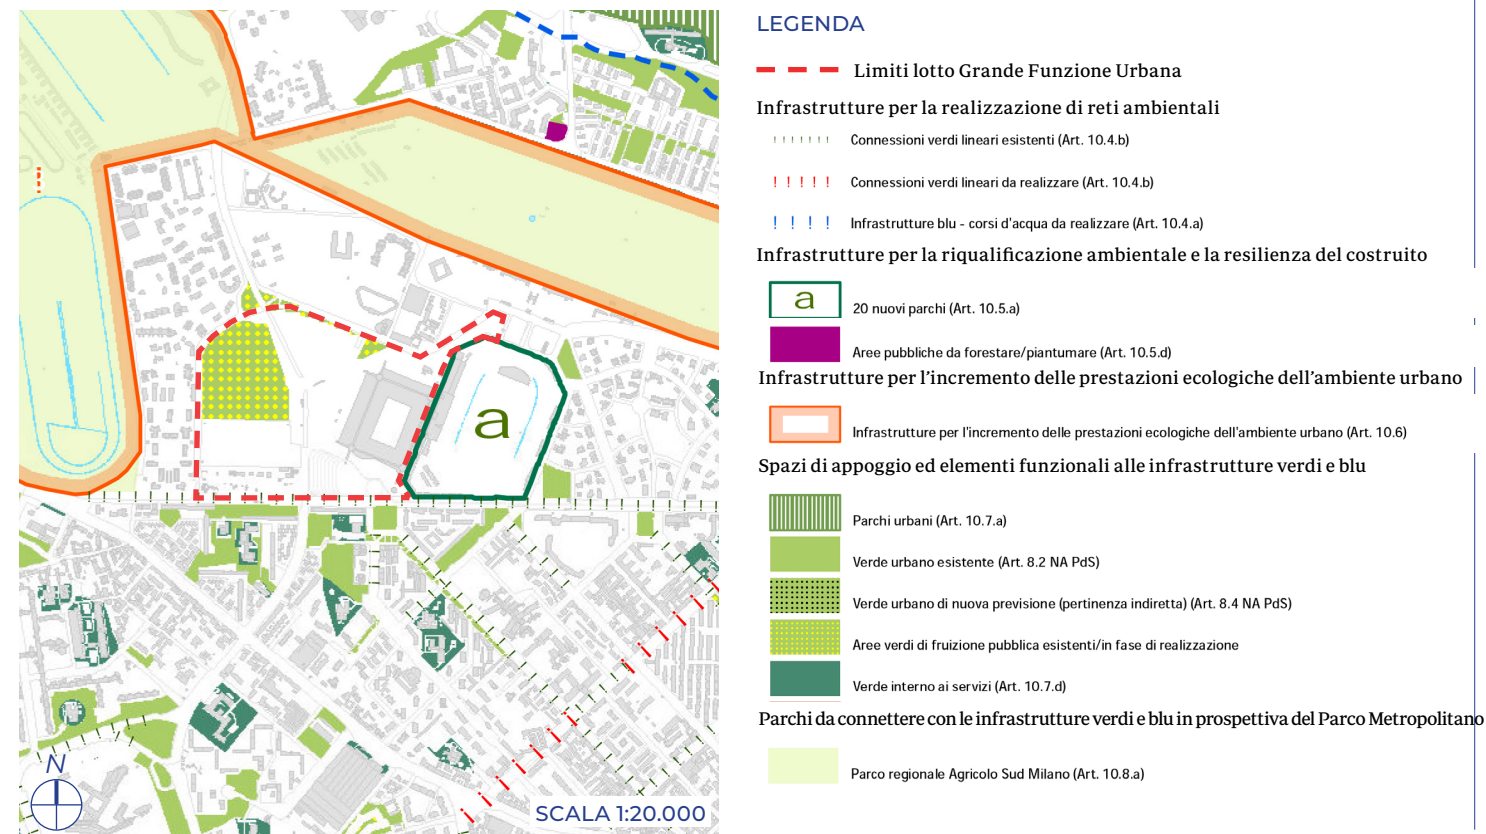 LEGENDA
Limiti lotto Grande Funzione Urbana
Infrastrutture per la realizzazione di reti ambientali
Connessioni verdi lineari esistenti (Art. 10.4.b)
Connessioni verdi lineari da realizzare (Art. 10.4.b)
Infrastrutture blu - corsi d'acqua da realizzare (Art. 10.4.a)
Infrastrutture per la riqualificazione ambientale e la resilienza del costruito
a
20 nuovi parchi (Art. 10.5.a)
Aree pubbliche da forestare/piantumare (Art. 10.5.d)
Infrastrutture per l’incremento delle prestazioni ecologiche dell’ambiente urbano
Infrastrutture per l'incremento delle prestazioni ecologiche dell'ambiente urbano (Art. 10.6)
Spazi di appoggio ed elementi funzionali alle infrastrutture verdi e blu
Parchi urbani (Art. 10.7.a)
Verde urbano esistente (Art. 8.2 NA PdS)
Verde urbano di nuova previsione (pertinenza indiretta) (Art. 8.4 NA PdS)
Aree verdi di fruizione pubblica esistenti/in fase di realizzazione
Verde interno ai servizi (Art. 10.7.d)
Parchi da connettere con le infrastrutture verdi e blu in prospettiva del Parco Metropolitano
Parco regionale Agricolo Sud Milano (Art. 10.8.a)
a
N
SCALA 1:20.000